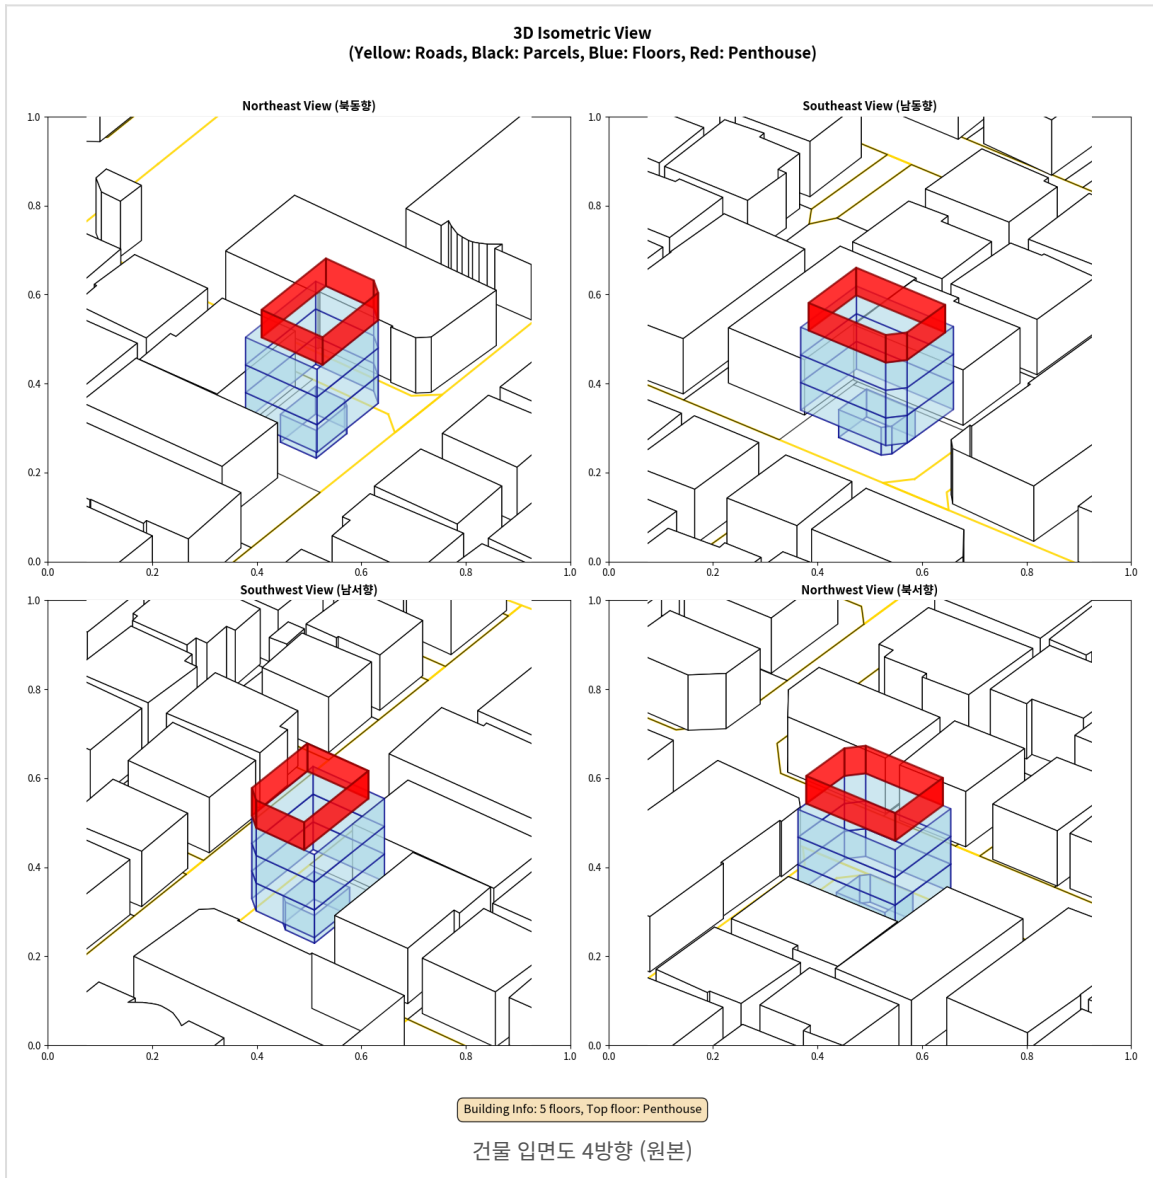 3D Isometric View
(Yellow: Roads, Black: Parcels, Blue: Floors, Red: Penthouse)
Northeast View (북동향)
1.0
0.8
0.6
0.4
0.2
0.0
0.0 0.2 0.4 0.6 0.8 1.0
Southeast View (남동향)
1.0
0.8
0.6
0.4
0.2
0.0
0.0 0.2 0.4 0.6 0.8 1.0
Southwest View (남서향)
1.0
0.8
0.6
0.4
0.2
0.0
0.0 0.2 0.4 0.6 0.8 1.0
Northwest View (북서향)
1.0
0.8
0.6
0.4
0.2
0.0
0.0 0.2 0.4 0.6 0.8 1.0
Building Info: 5 floors, Top floor: Penthouse
건물 입면도 4방향 (원본)